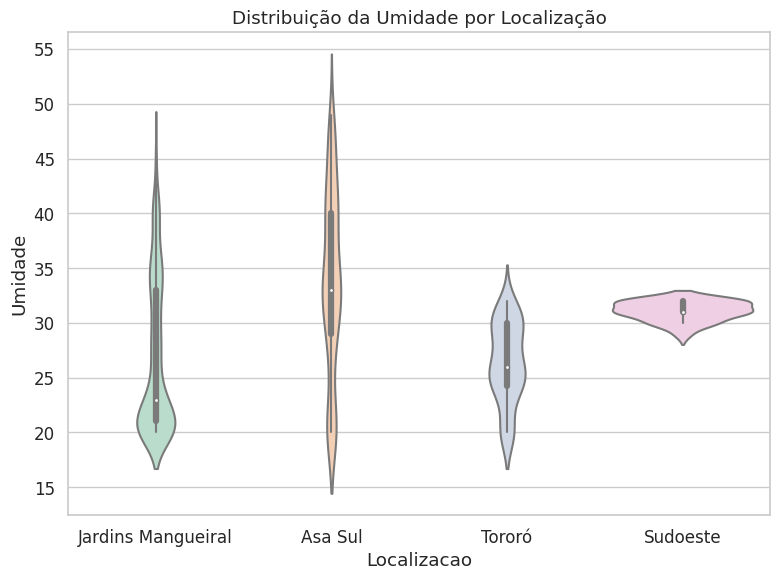 Distribuição da Umidade por Localização
Umidade
55
50
45
40
35
30
25
20
15
Jardins Mangueiral
Asa Sul
Tororó
Sudoeste
Localizacao